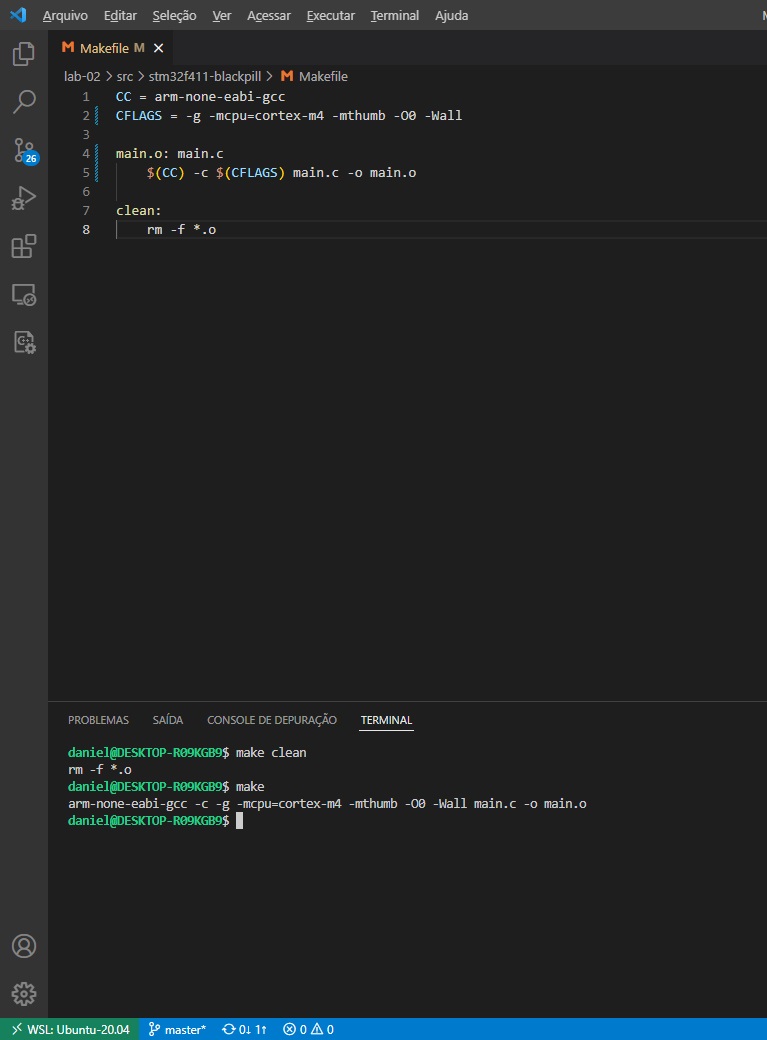 Arquivo Editar Seleção Ver Acessar Executar Terminal Ajuda
Makefile M
lab-02 > src > stm32f411-blackpill > Makefile
1 CC = arm-none-eabi-gcc
2 CFLAGS = -g -mcpu=cortex-m4 -mthumb -O0 -Wall
3
4 main.o: main.c
5 $(CC) -c $(CFLAGS) main.c -o main.o
6
7 clean:
8 rm -f *.o
26
PROBLEMAS SAÍDA CONSOLE DE DEPURAÇÃO TERMINAL
daniel@DESKTOP-R09KGB9$ make clean
rm -f *.o
daniel@DESKTOP-R09KGB9$ make
arm-none-eabi-gcc -c -g -mcpu=cortex-m4 -mthumb -O0 -Wall main.c -o main.o
daniel@DESKTOP-R09KGB9$
WSL: Ubuntu-20.04 master* 0↓ 1↑ 0 0